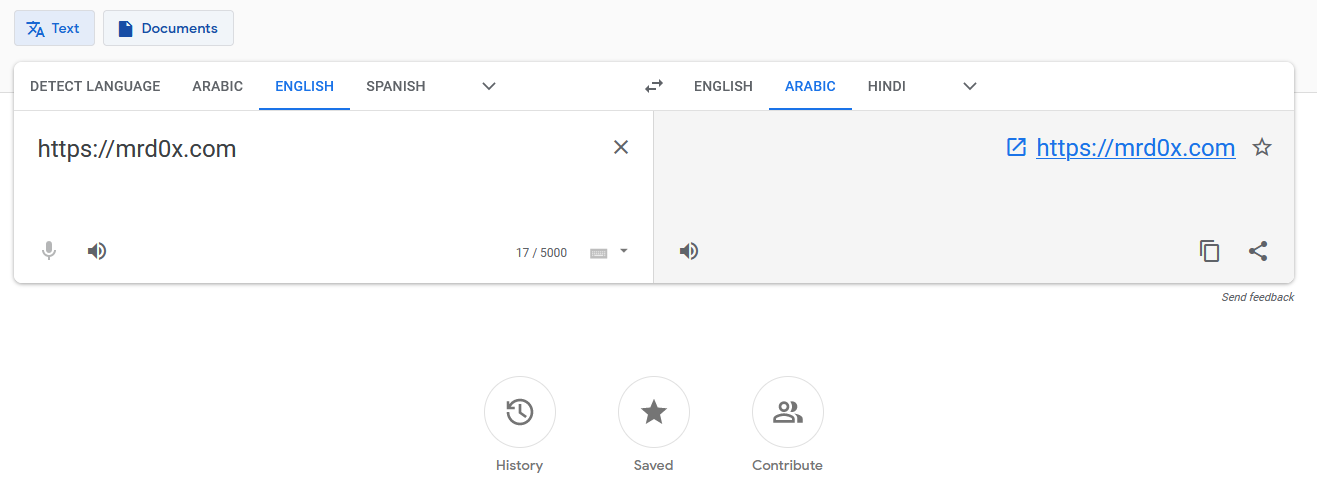 Text Documents
DETECT LANGUAGE ARABIC ENGLISH SPANISH ENGLISH ARABIC HINDI
https://mrd0x.com https://mrd0x.com
17 / 5000
Send feedback
History Saved Contribute